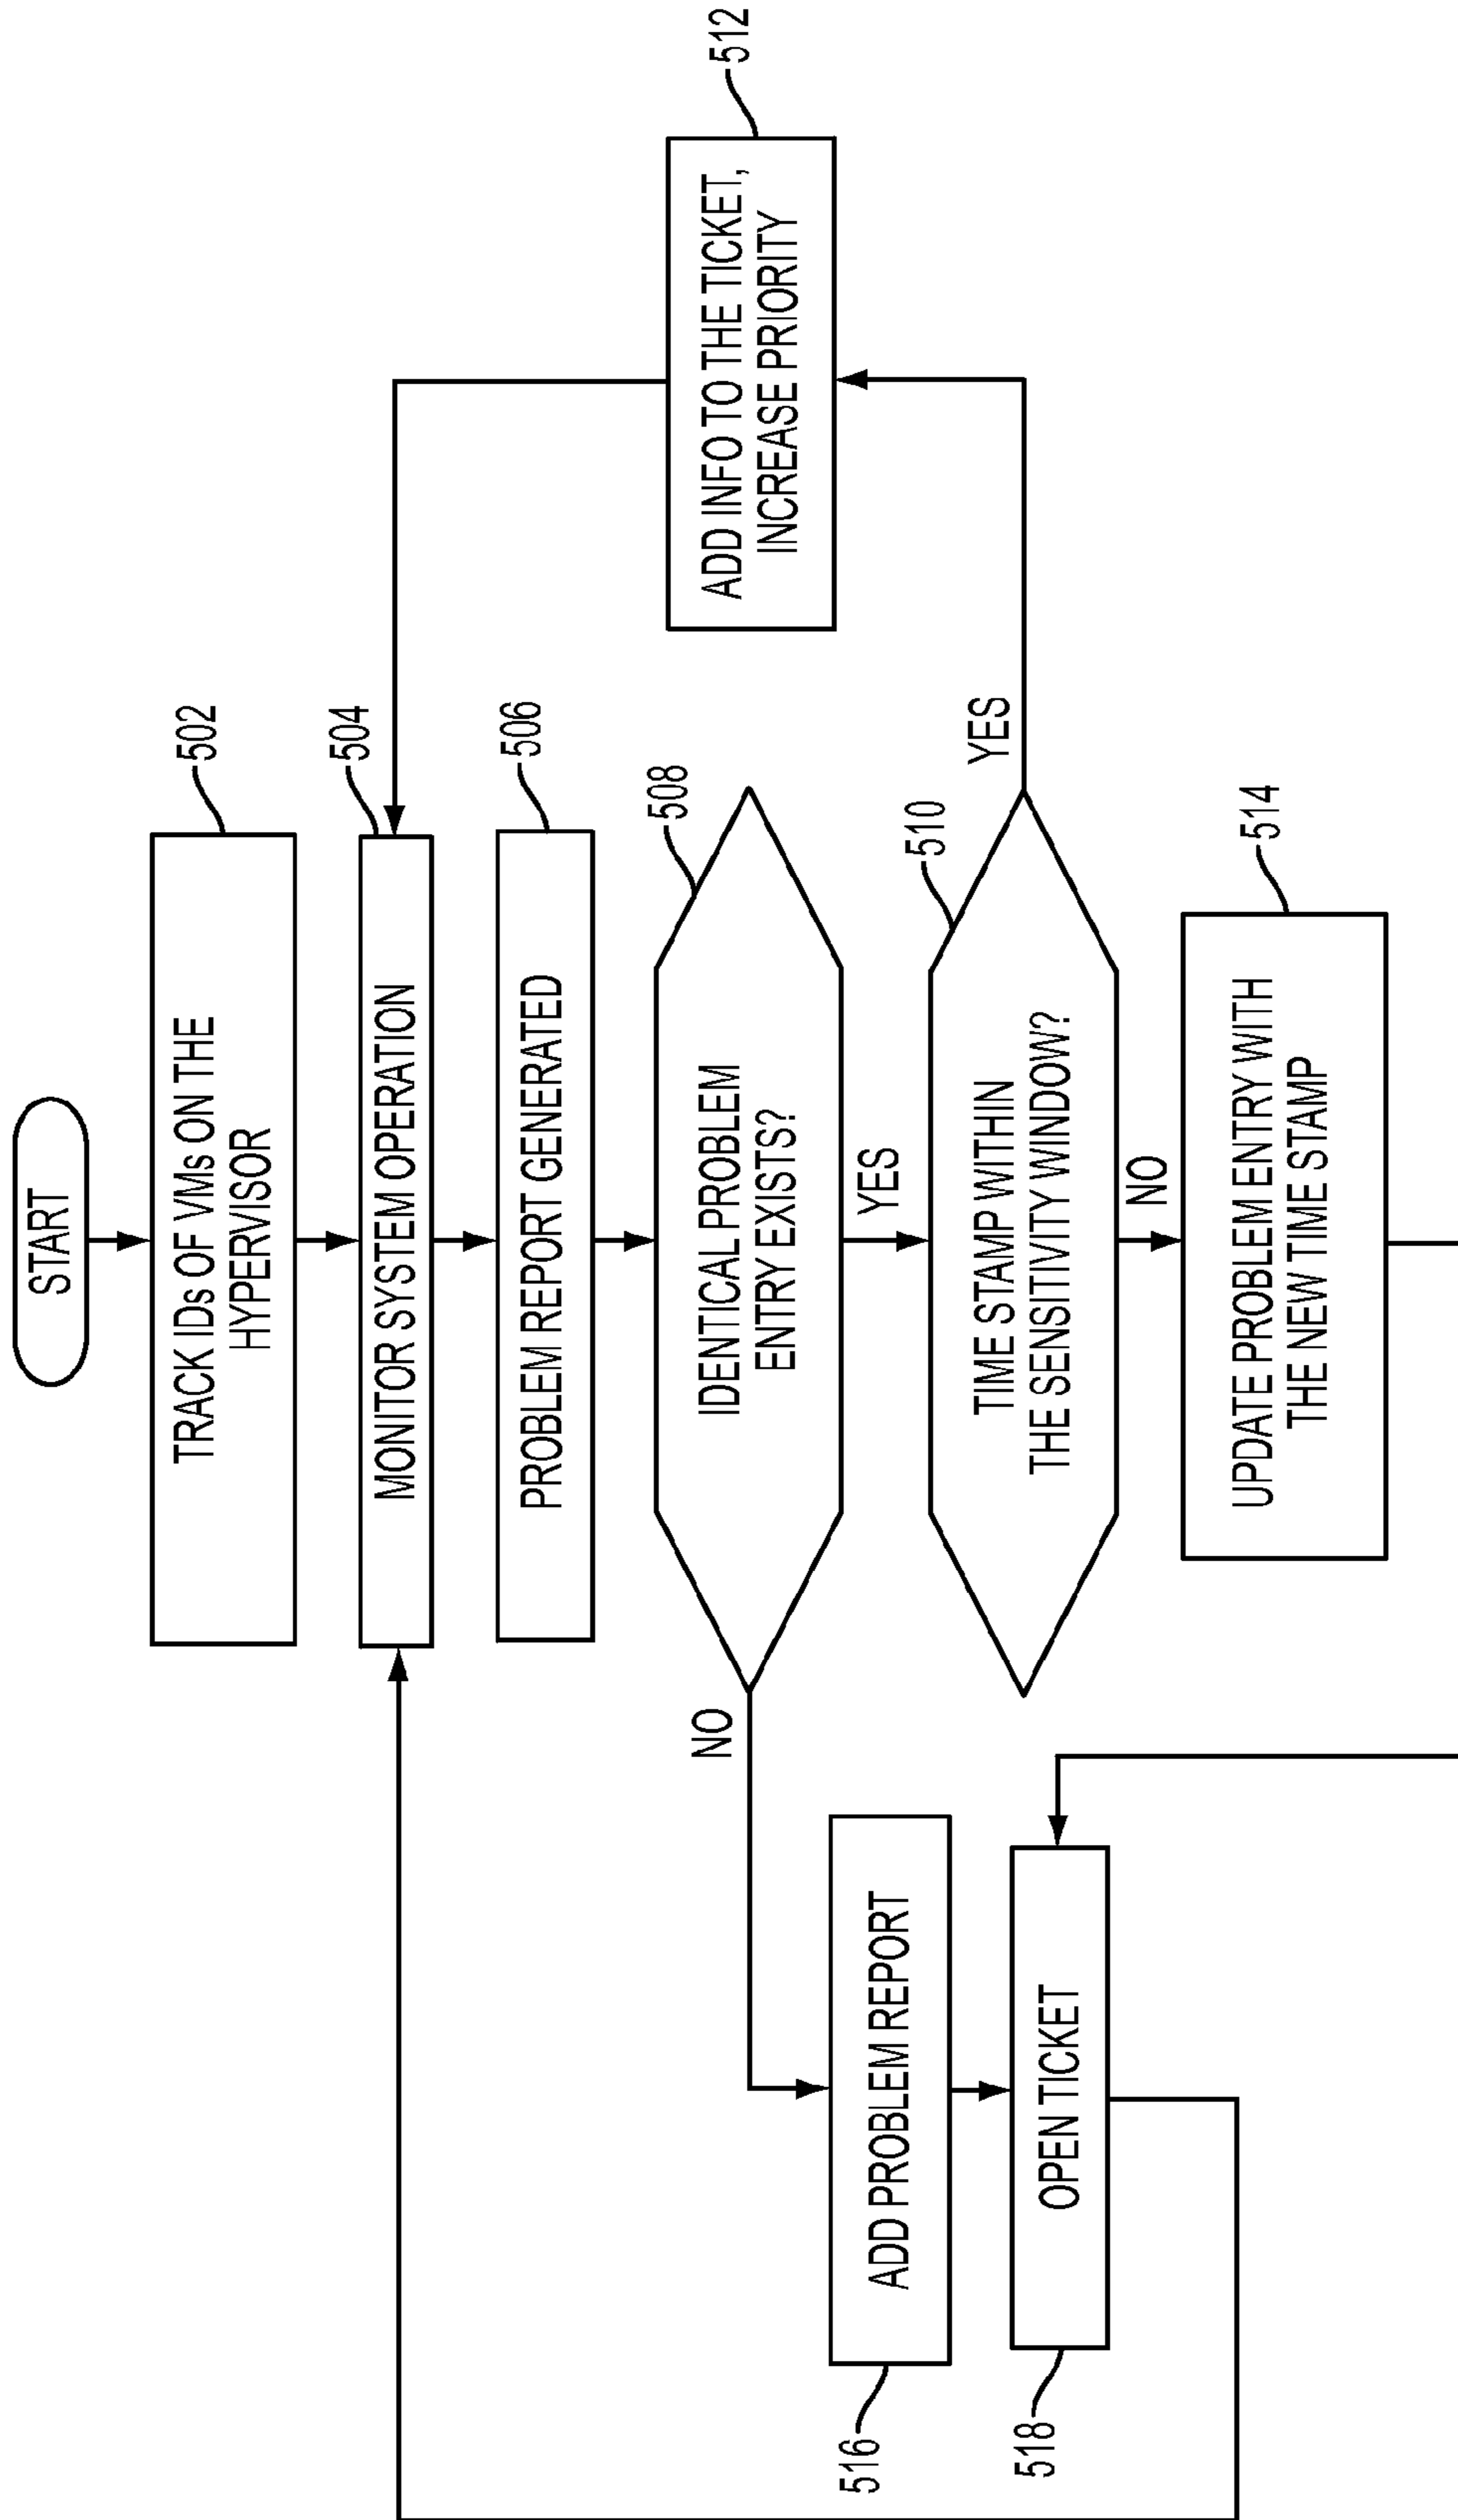 START
502
TRACK IDs OF VMs ON THE
HYPERVISOR
504
MONITOR SYSTEM OPERATION
506
PROBLEM REPORT GENERATED
508
IDENTICAL PROBLEM
ENTRY EXISTS?
NO
YES
510
TIME STAMP WITHIN
THE SENSITIVITY WINDOW?
YES
NO
512
ADD INFO TO THE TICKET,
INCREASE PRIORITY
514
UPDATE PROBLEM ENTRY WITH
THE NEW TIME STAMP
516
ADD PROBLEM REPORT
518
OPEN TICKET